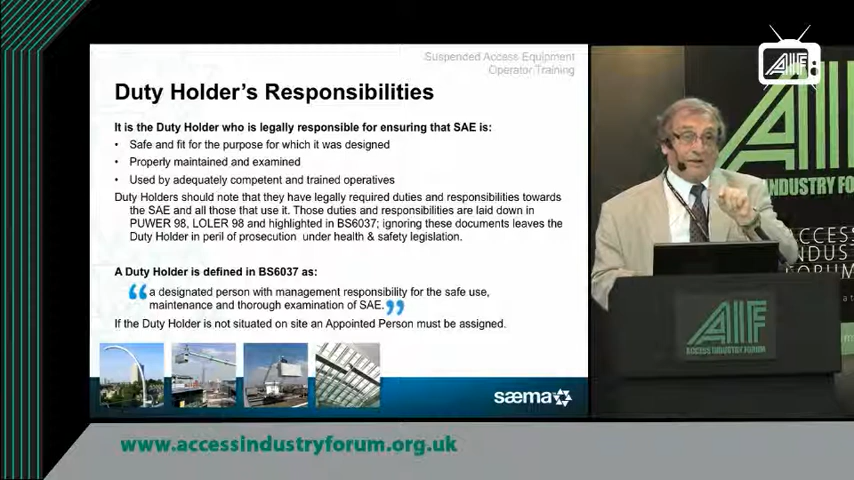 Suspended Access Equipment
Operator Training
AIF
Duty Holder's Responsibilities
It is the Duty Holder who is legally responsible for ensuring that SAE is:
• Safe and fit for the purpose for which it was designed
• Properly maintained and examined
• Used by adequately competent and trained operatives
Duty Holders should note that they have legally required duties and responsibilities towards
the SAE and all those that use it. Those duties and responsibilities are laid down in
PUWER 98, LOLER 98 and highlighted in BS6037; ignoring these documents leaves the
Duty Holder in peril of prosecution under health & safety legislation.
A Duty Holder is defined in BS6037 as:
“a designated person with management responsibility for the safe use,
maintenance and thorough examination of SAE.”
If the Duty Holder is not situated on site an Appointed Person must be assigned.
saema
AIF
INDUSTRY FO
ACCESS
INDUS
FORUM
AIF
ACCESS INDUSTRY FORUM
www.accessindustryforum.org.uk